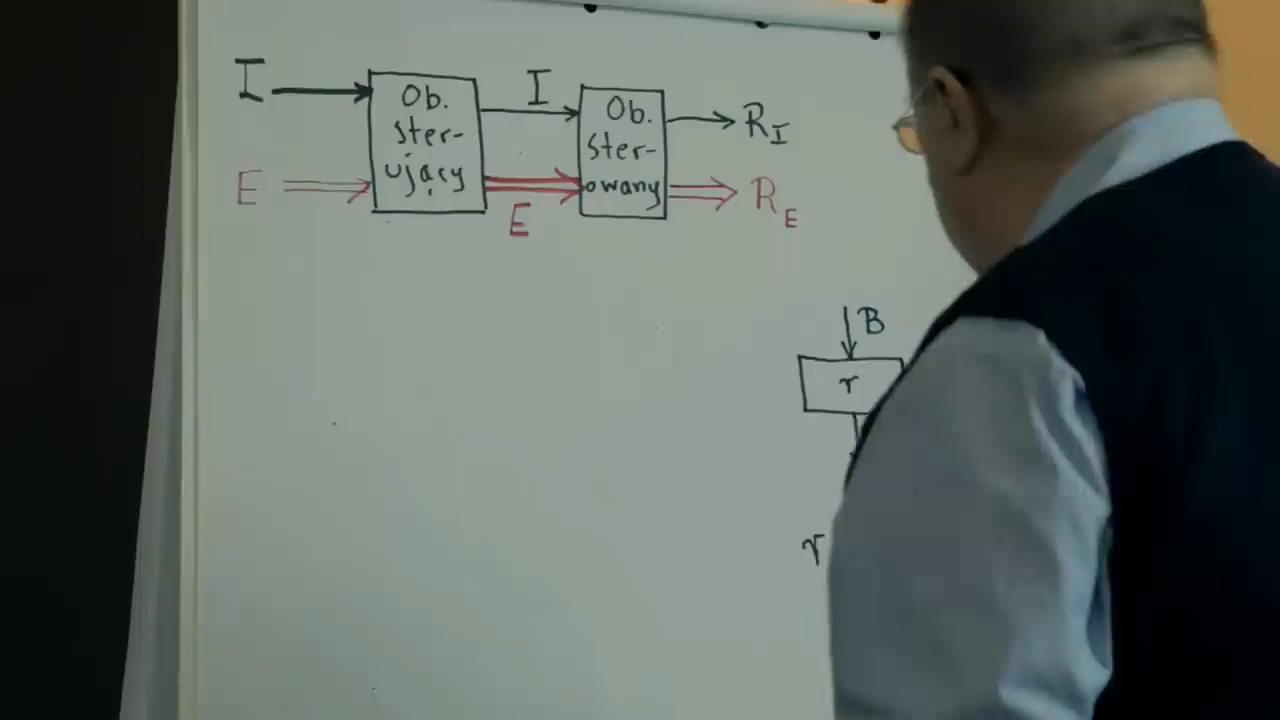 I
Ob.
ster-
ujący
I
Ob.
ster-
owany
R_I
E
E
R_E
B
r
r